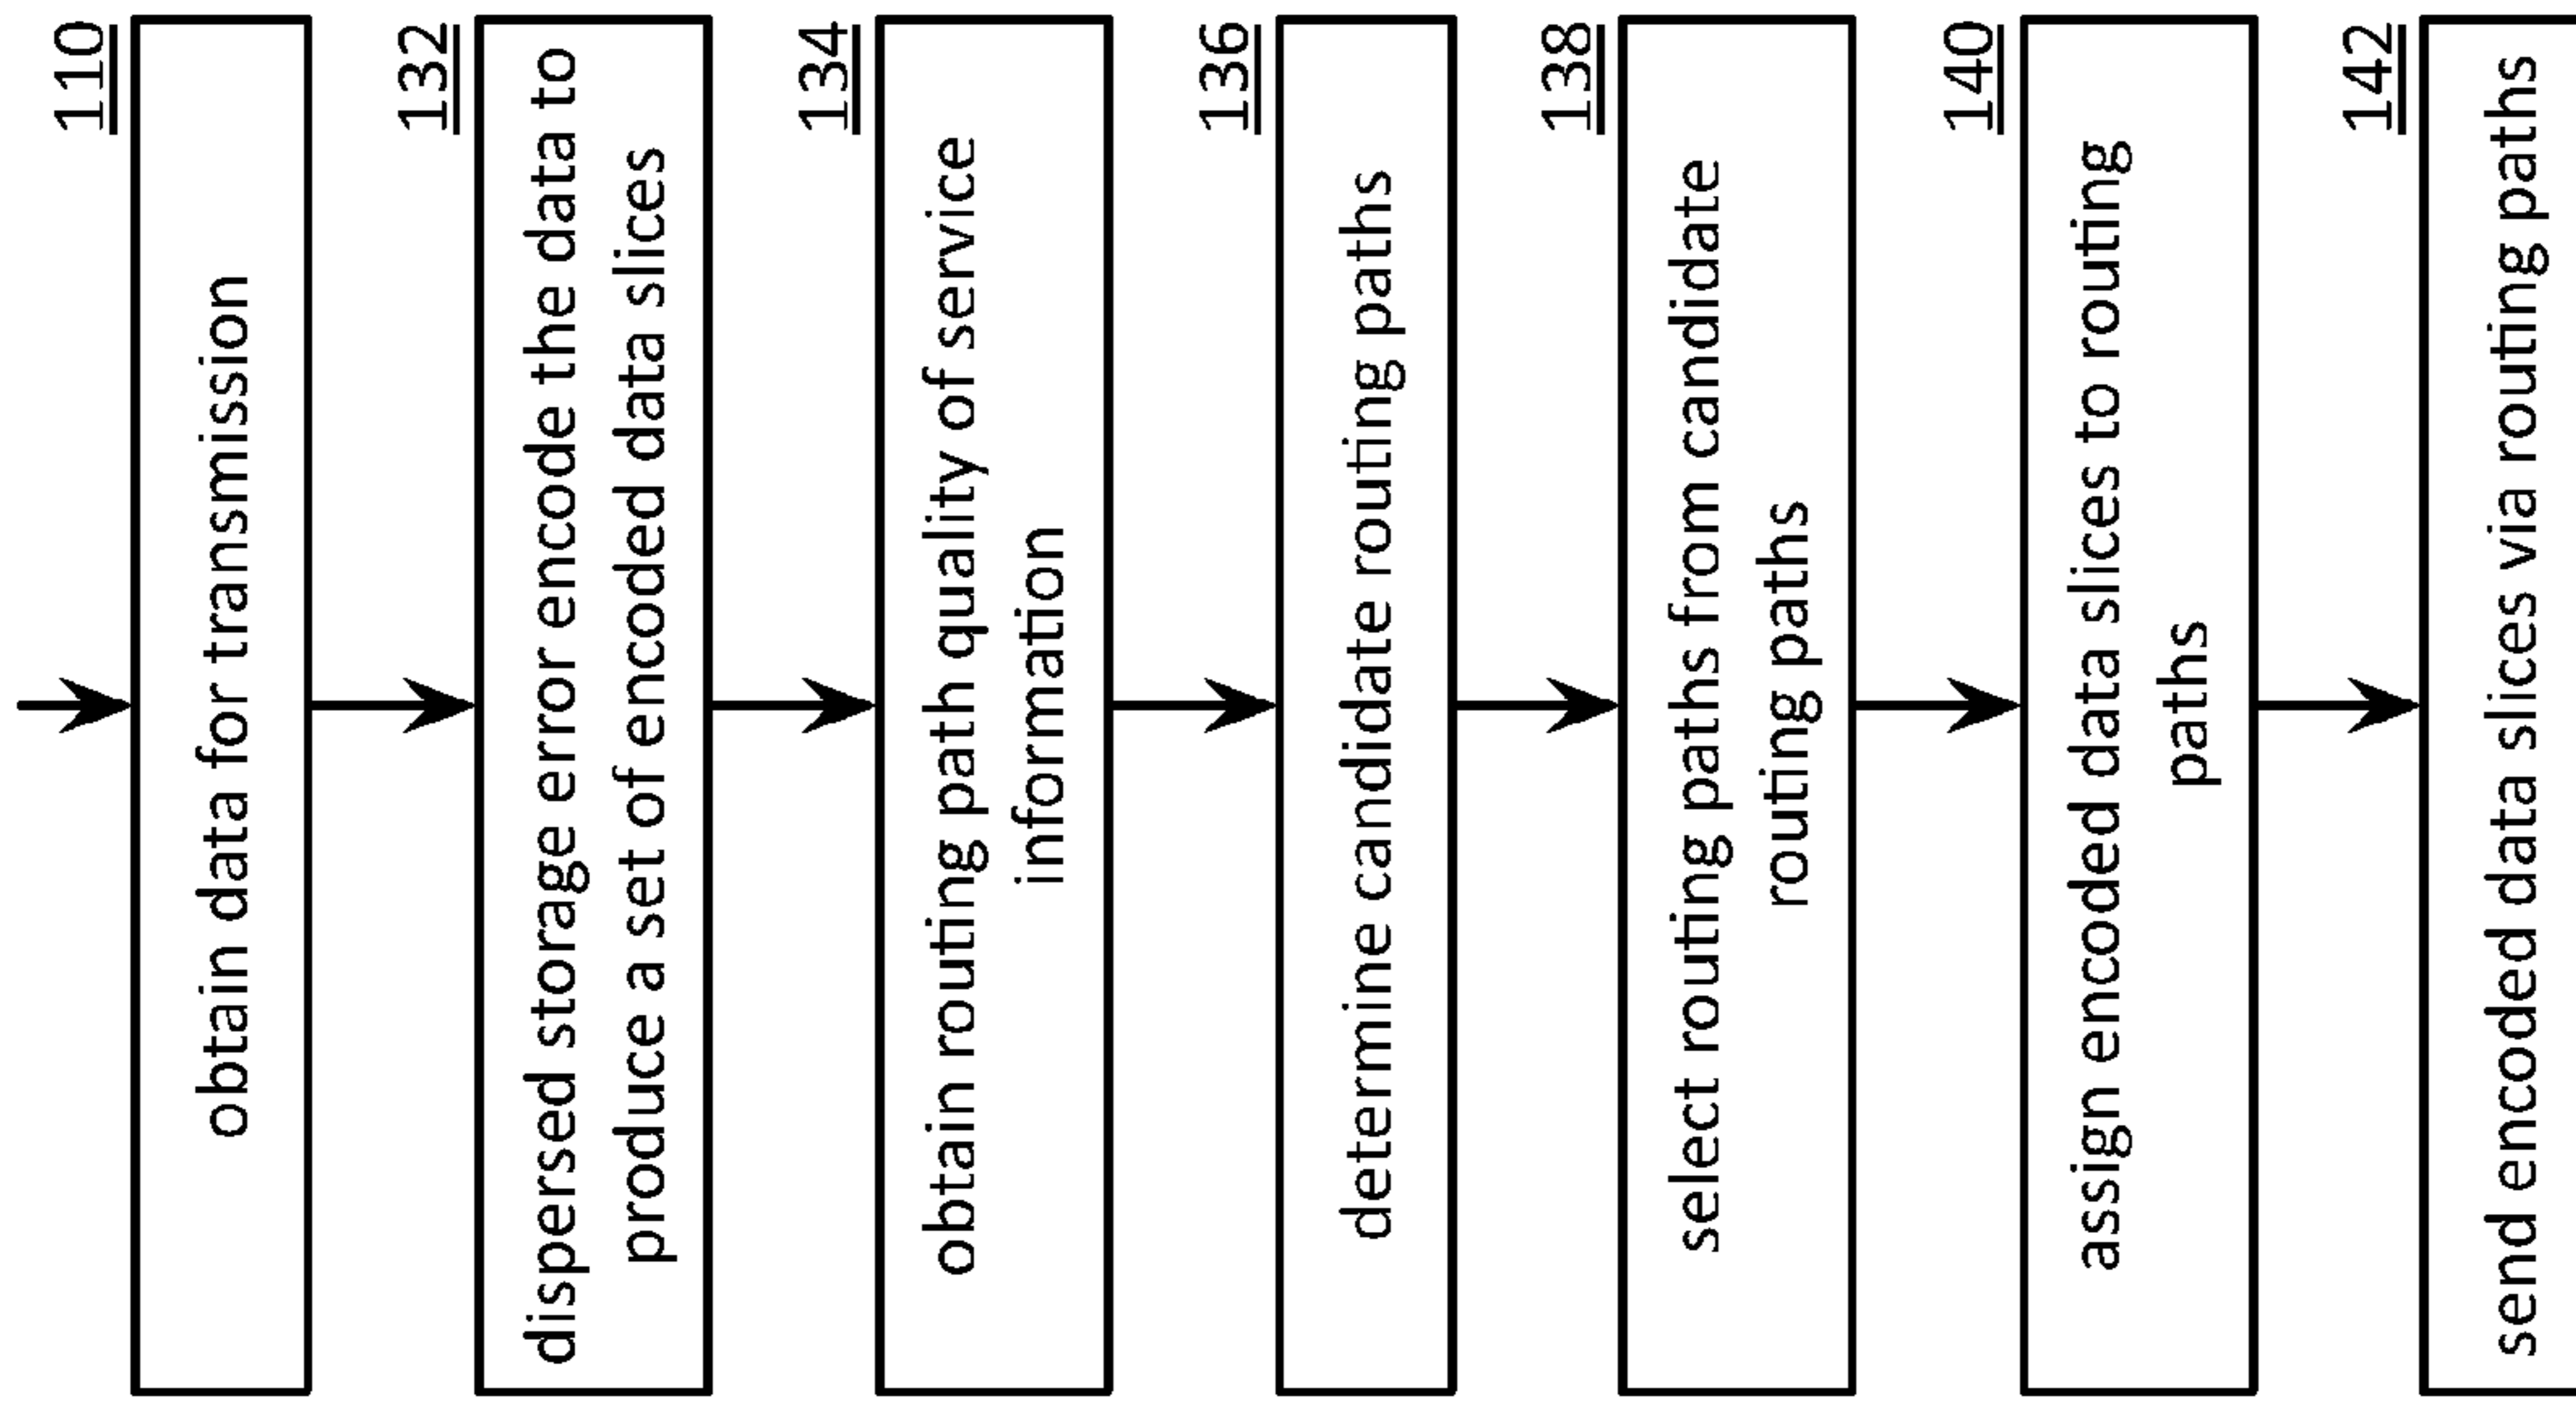 110
obtain data for transmission
132
dispersed storage error encode the data to
produce a set of encoded data slices
134
obtain routing path quality of service
information
136
determine candidate routing paths
138
select routing paths from candidate
routing paths
140
assign encoded data slices to routing
paths
142
send encoded data slices via routing paths